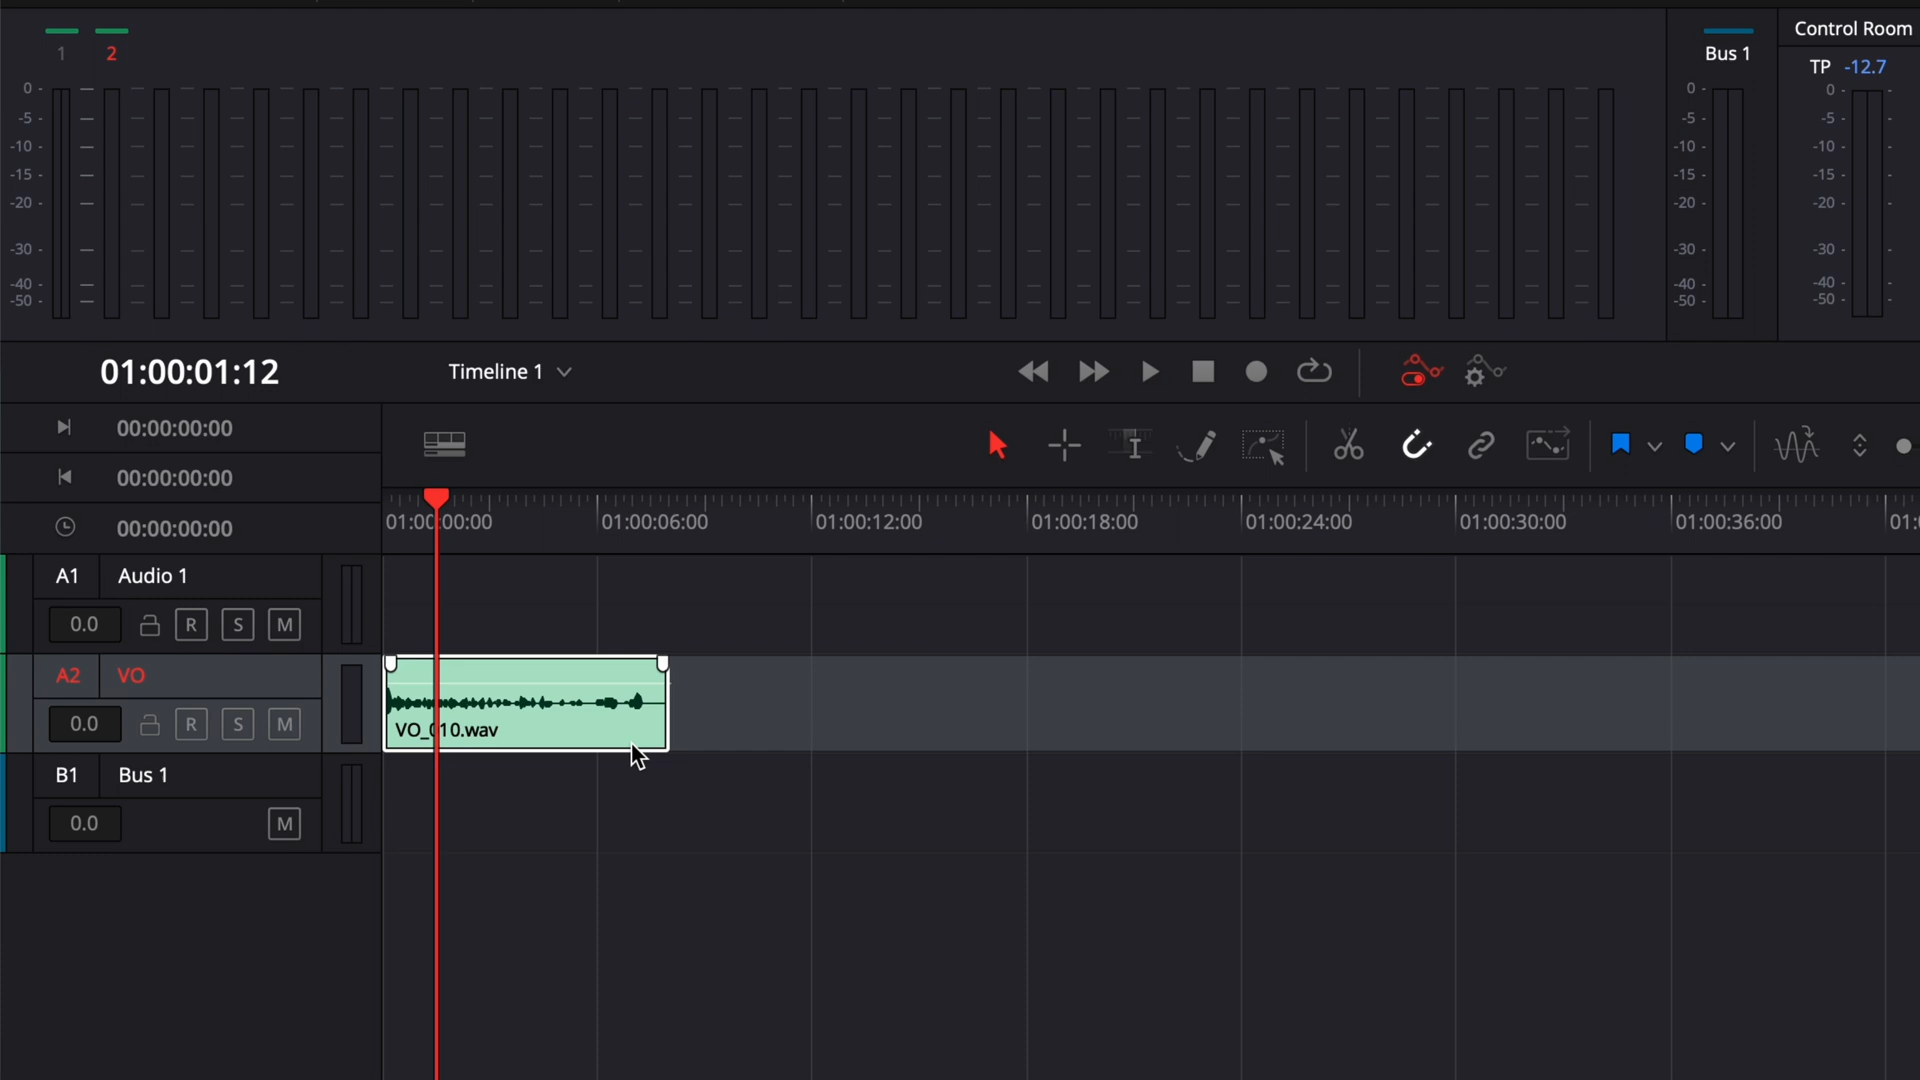 1 2
Bus 1
Control Room
TP -12.7
0 -
-5 -
-10 -
-15 -
-20 -
-30 -
-40 -
-50 -
0 -
-5 -
-10 -
-15 -
-20 -
-30 -
-40 -
-50 -
0 -
-5 -
-10 -
-15 -
-20 -
-30 -
-40 -
-50 -
01:00:01:12
Timeline 1
00:00:00:00
00:00:00:00
00:00:00:00
01:00:00:00 01:00:06:00 01:00:12:00 01:00:18:00 01:00:24:00 01:00:30:00 01:00:36:00 01:
A1 Audio 1
0.0 R S M
A2 VO
0.0 R S M
VO_010.wav
B1 Bus 1
0.0 M